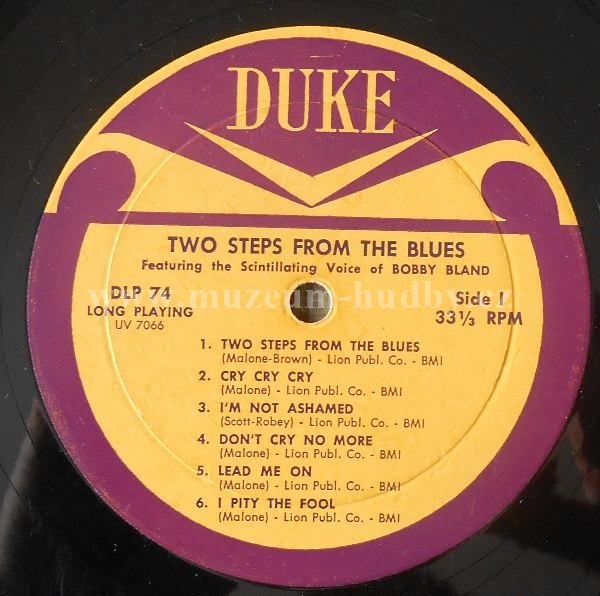 DUKE
TWO STEPS FROM THE BLUES
Featuring the Scintillating Voice of BOBBY BLAND
DLP 74
LONG PLAYING
UV 7066
Side 1
33⅓ RPM
www.muzeum-hudby.cz
1. TWO STEPS FROM THE BLUES
(Malone-Brown) - Lion Publ. Co. - BMI
2. CRY CRY CRY
(Malone) - Lion Publ. Co. - BMI
3. I'M NOT ASHAMED
(Scott-Robey) - Lion Publ. Co. - BMI
4. DON'T CRY NO MORE
(Malone) - Lion Publ. Co. - BMI
5. LEAD ME ON
(Malone) - Lion Publ. Co. - BMI
6. I PITY THE FOOL
(Malone) - Lion Publ. Co. - BMI